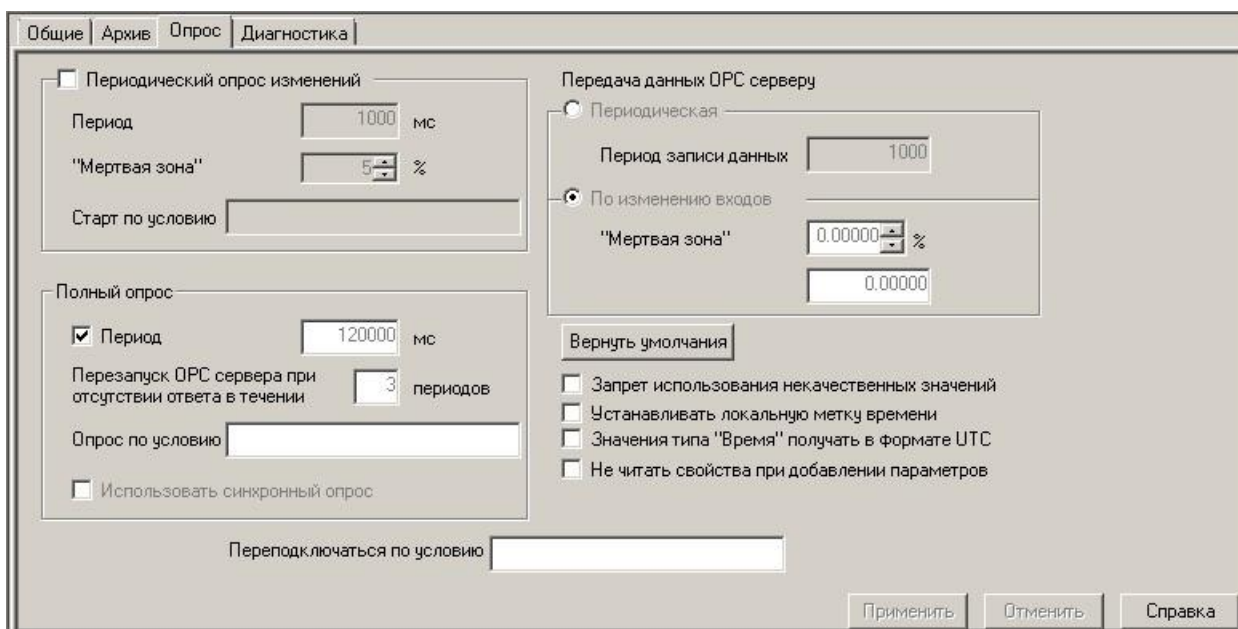 Общие Архив Опрос Диагностика
Периодический опрос изменений
Период 1000 мс
"Мертвая зона" 5 %
Старт по условию
Полный опрос
Период 120000 мс
Перезапуск OPC сервера при
отсутствии ответа в течении 3 периодов
Опрос по условию
Использовать синхронный опрос
Передача данных OPC серверу
Периодическая
Период записи данных 1000
По изменению входов
"Мертвая зона" 0.00000 %
0.00000
Вернуть умолчания
Запрет использования некачественных значений
Устанавливать локальную метку времени
Значения типа "Время" получать в формате UTC
Не читать свойства при добавлении параметров
Переподключаться по условию
Применить Отменить Справка